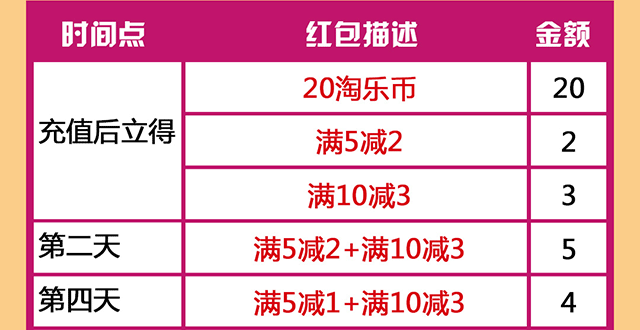 时间点 红包描述 金额
充值后立得 20淘乐币 20
满5减2 2
满10减3 3
第二天 满5减2+满10减3 5
第四天 满5减1+满10减3 4